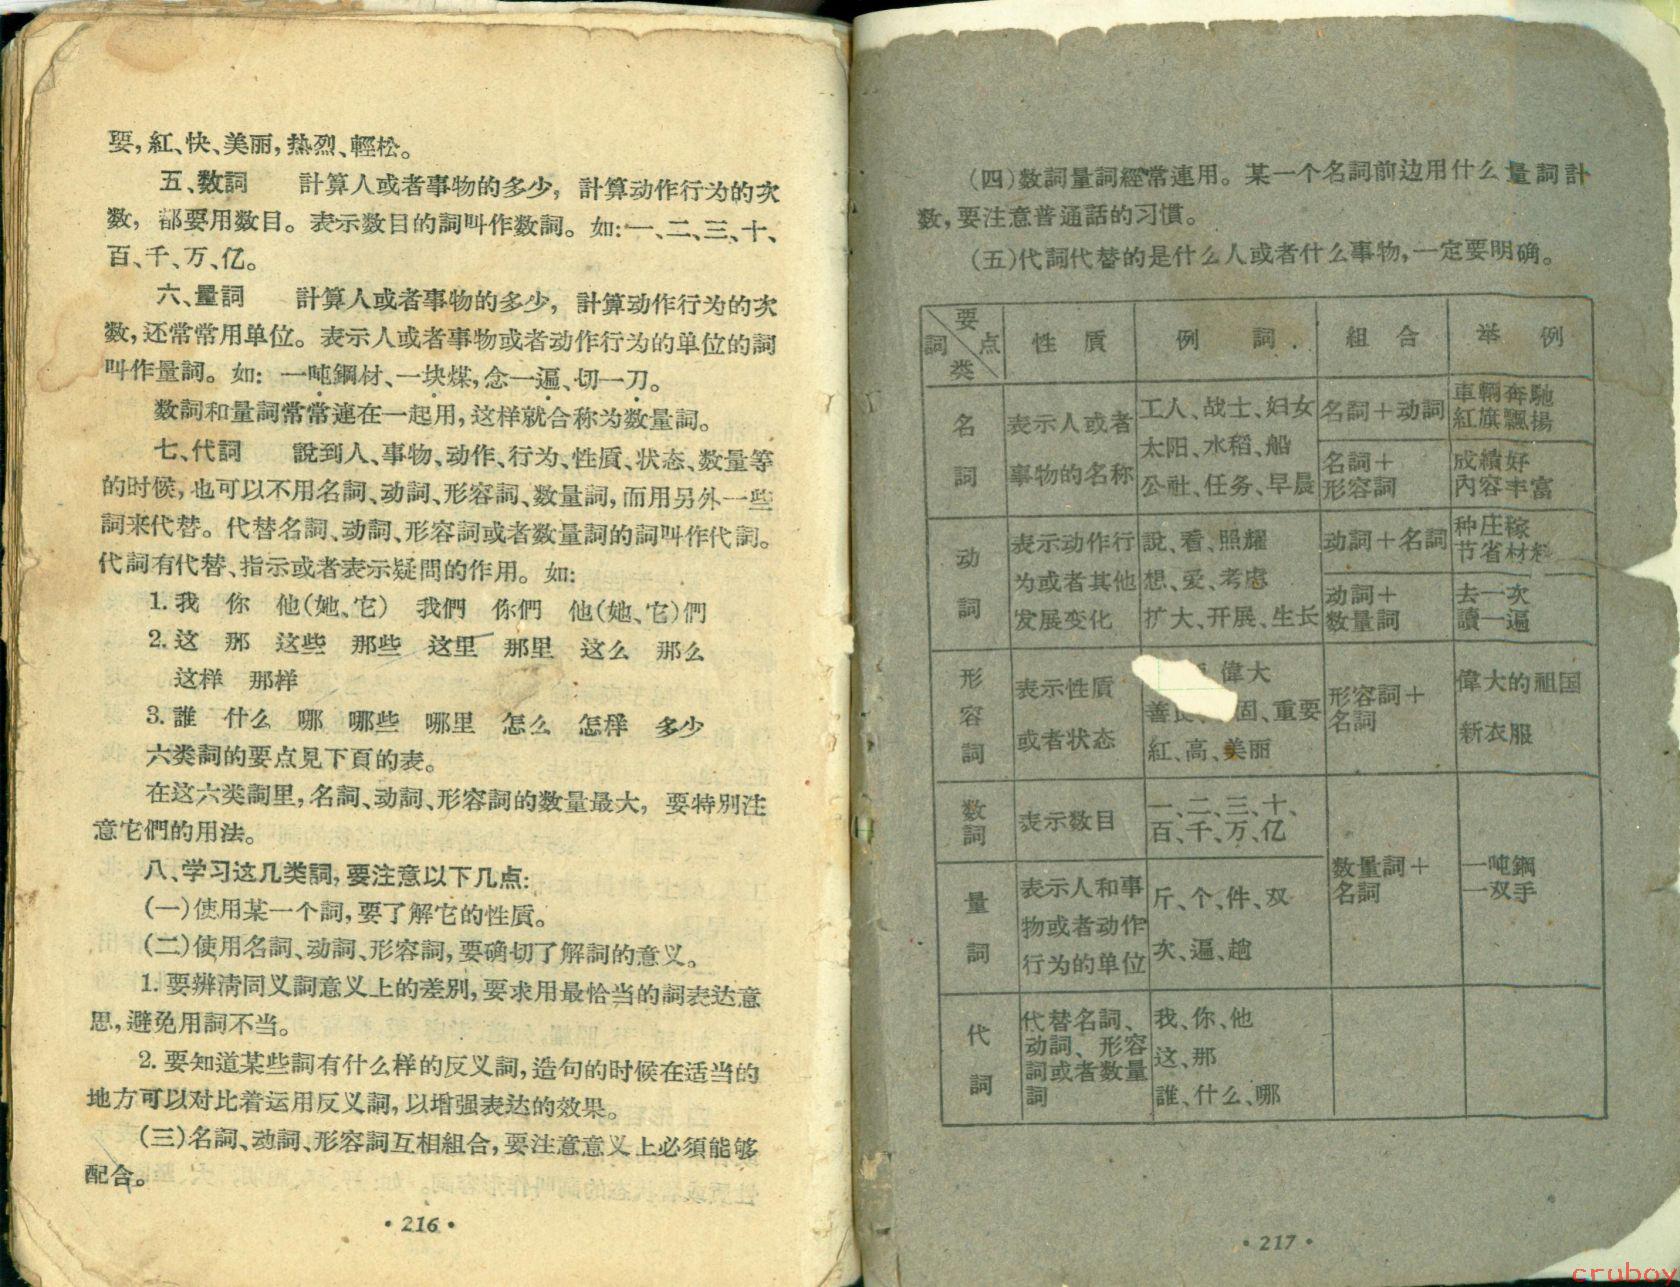 要，紅、快、美丽，热烈、輕松。
五、数詞　　計算人或者事物的多少，計算动作行为的次
数，都要用数目。表示数目的詞叫作数詞。如：一、二、三、十、
百、千、万、亿。
六、量詞　　計算人或者事物的多少，計算动作行为的次
数，还常常用单位。表示人或者事物或者动作行为的单位的詞
叫作量詞。如：一吨鋼材、一块煤，念一遍、切一刀。
数詞和量詞常常連在一起用，这样就合称为数量詞。
七、代詞　　說到人、事物、动作、行为、性质、状态、数量等
的时候，也可以不用名詞、动詞、形容詞、数量詞，而用另外一些
詞来代替。代替名詞、动詞、形容詞或者数量詞的詞叫作代詞。
代詞有代替、指示或者表示疑問的作用。如：
1. 我　你　他（她、它）　我們　你們　他（她、它）們
2. 这　那　这些　那些　这里　那里　这么　那么
这样　那样
3. 誰　什么　哪　哪些　哪里　怎么　怎样　多少
六类詞的要点見下頁的表。
在这六类詞里，名詞、动詞、形容詞的数量最大，要特別注
意它們的用法。
八、学习这几类詞，要注意以下几点：
（一）使用某一个詞，要了解它的性质。
（二）使用名詞、动詞、形容詞，要确切了解詞的意义。
1. 要辨清同义詞意义上的差別，要求用最恰当的詞表达意
思，避免用詞不当。
2. 要知道某些詞有什么样的反义詞，造句的时候在适当的
地方可以对比着运用反义詞，以增强表达的效果。
（三）名詞、动詞、形容詞互相組合，要注意意义上必須能够
配合。
·216·
（四）数詞量詞經常連用。某一个名詞前边用什么量詞計
数，要注意普通話的习慣。
（五）代詞代替的是什么人或者什么事物，一定要明确。
要点　詞类　性质　例詞　組合　举例
名詞　表示人或者事物的名称
工人、战士、妇女
太阳、水稻、船
公社、任务、早晨
名詞＋动詞　車輛奔馳
紅旗飄揚
名詞＋形容詞　成績好
內容丰富
动詞　表示动作行为或者其他发展变化
說、看、照耀
想、爱、考虑
扩大、开展、生长
动詞＋名詞　种庄稼
节省材料
动詞＋数量詞　去一次
讀一遍
形容詞　表示性质或者状态
偉大
善 固、重要
紅、高、美丽
形容詞＋名詞　偉大的祖国
新衣服
数詞　表示数目
一、二、三、十、
百、千、万、亿
量詞　表示人和事物或者动作行为的单位
斤、个、件、双
次、遍、趟
数量詞＋名詞　一吨鋼
一双手
代詞　代替名詞、动詞、形容詞或者数量詞
我、你、他
这、那
誰、什么、哪
·217·
cruboy